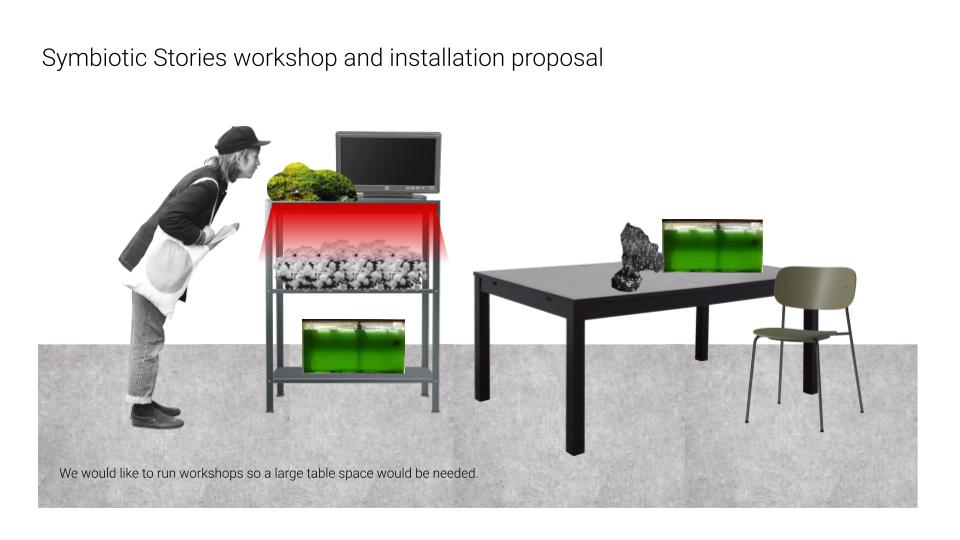 Symbiotic Stories workshop and installation proposal
We would like to run workshops so a large table space would be needed.